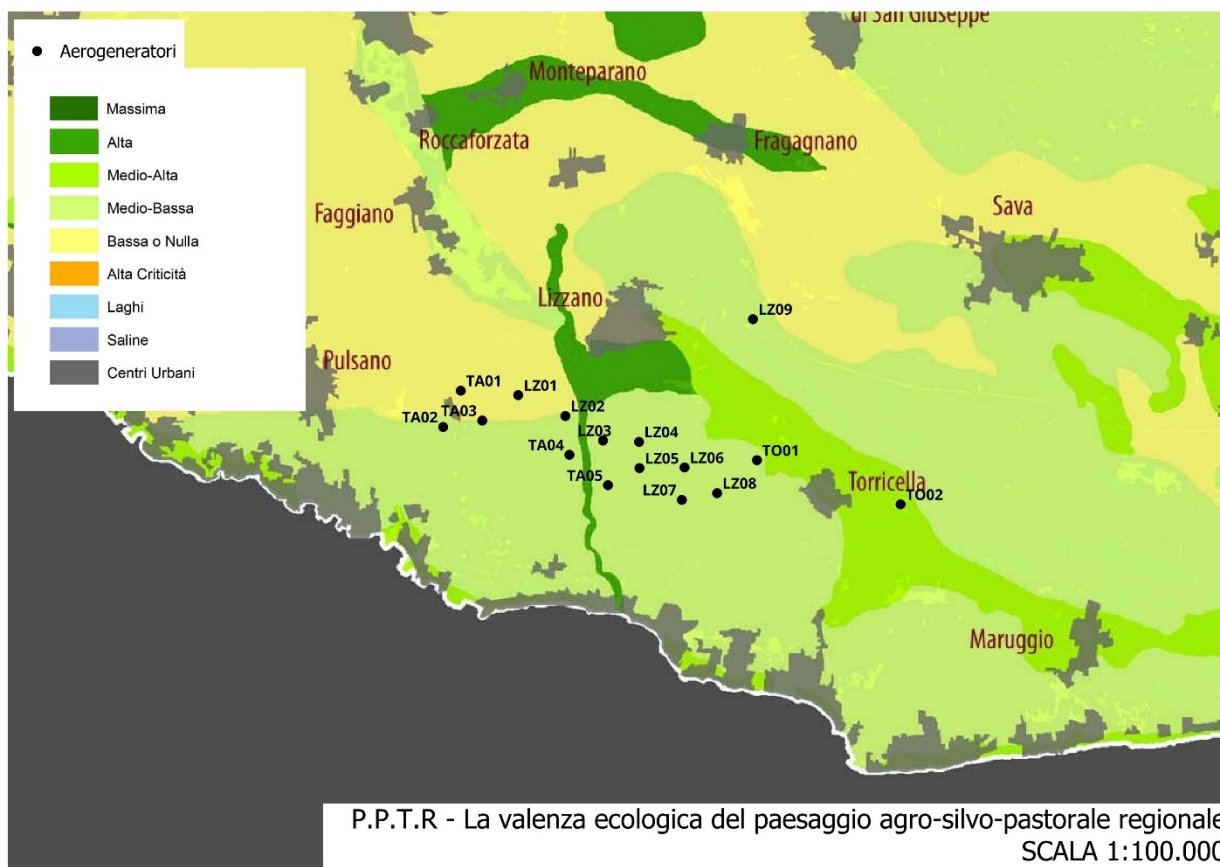 di San Giuseppe
Aerogeneratori
Massima
Alta
Medio-Alta
Medio-Bassa
Bassa o Nulla
Alta Criticità
Laghi
Saline
Centri Urbani
Monteparano
Roccaforzata
Fragagnano
Faggiano
Sava
Lizzano
LZ09
Pulsano
TA01
LZ01
TA02
TA03
LZ02
LZ03
LZ04
TA04
LZ05
LZ06
TO01
TA05
LZ07
LZ08
Torricella
TO02
Maruggio
P.P.T.R - La valenza ecologica del paesaggio agro-silvo-pastorale regionale
SCALA 1:100.000